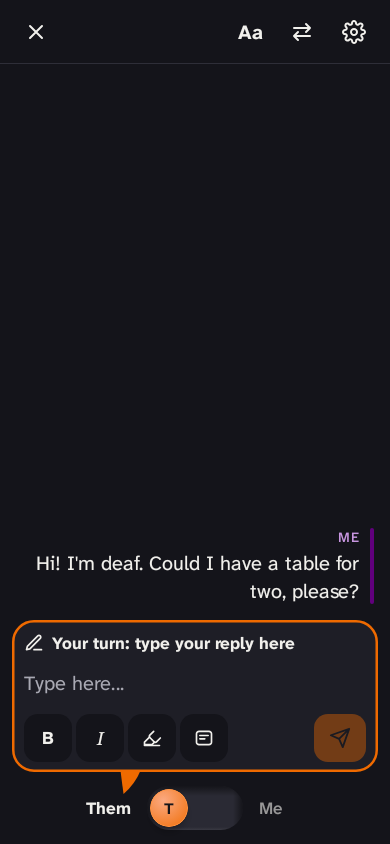 Aa
ME
Hi! I'm deaf. Could I have a table for
two, please?
Your turn: type your reply here
Type here...
B I
Them T Me